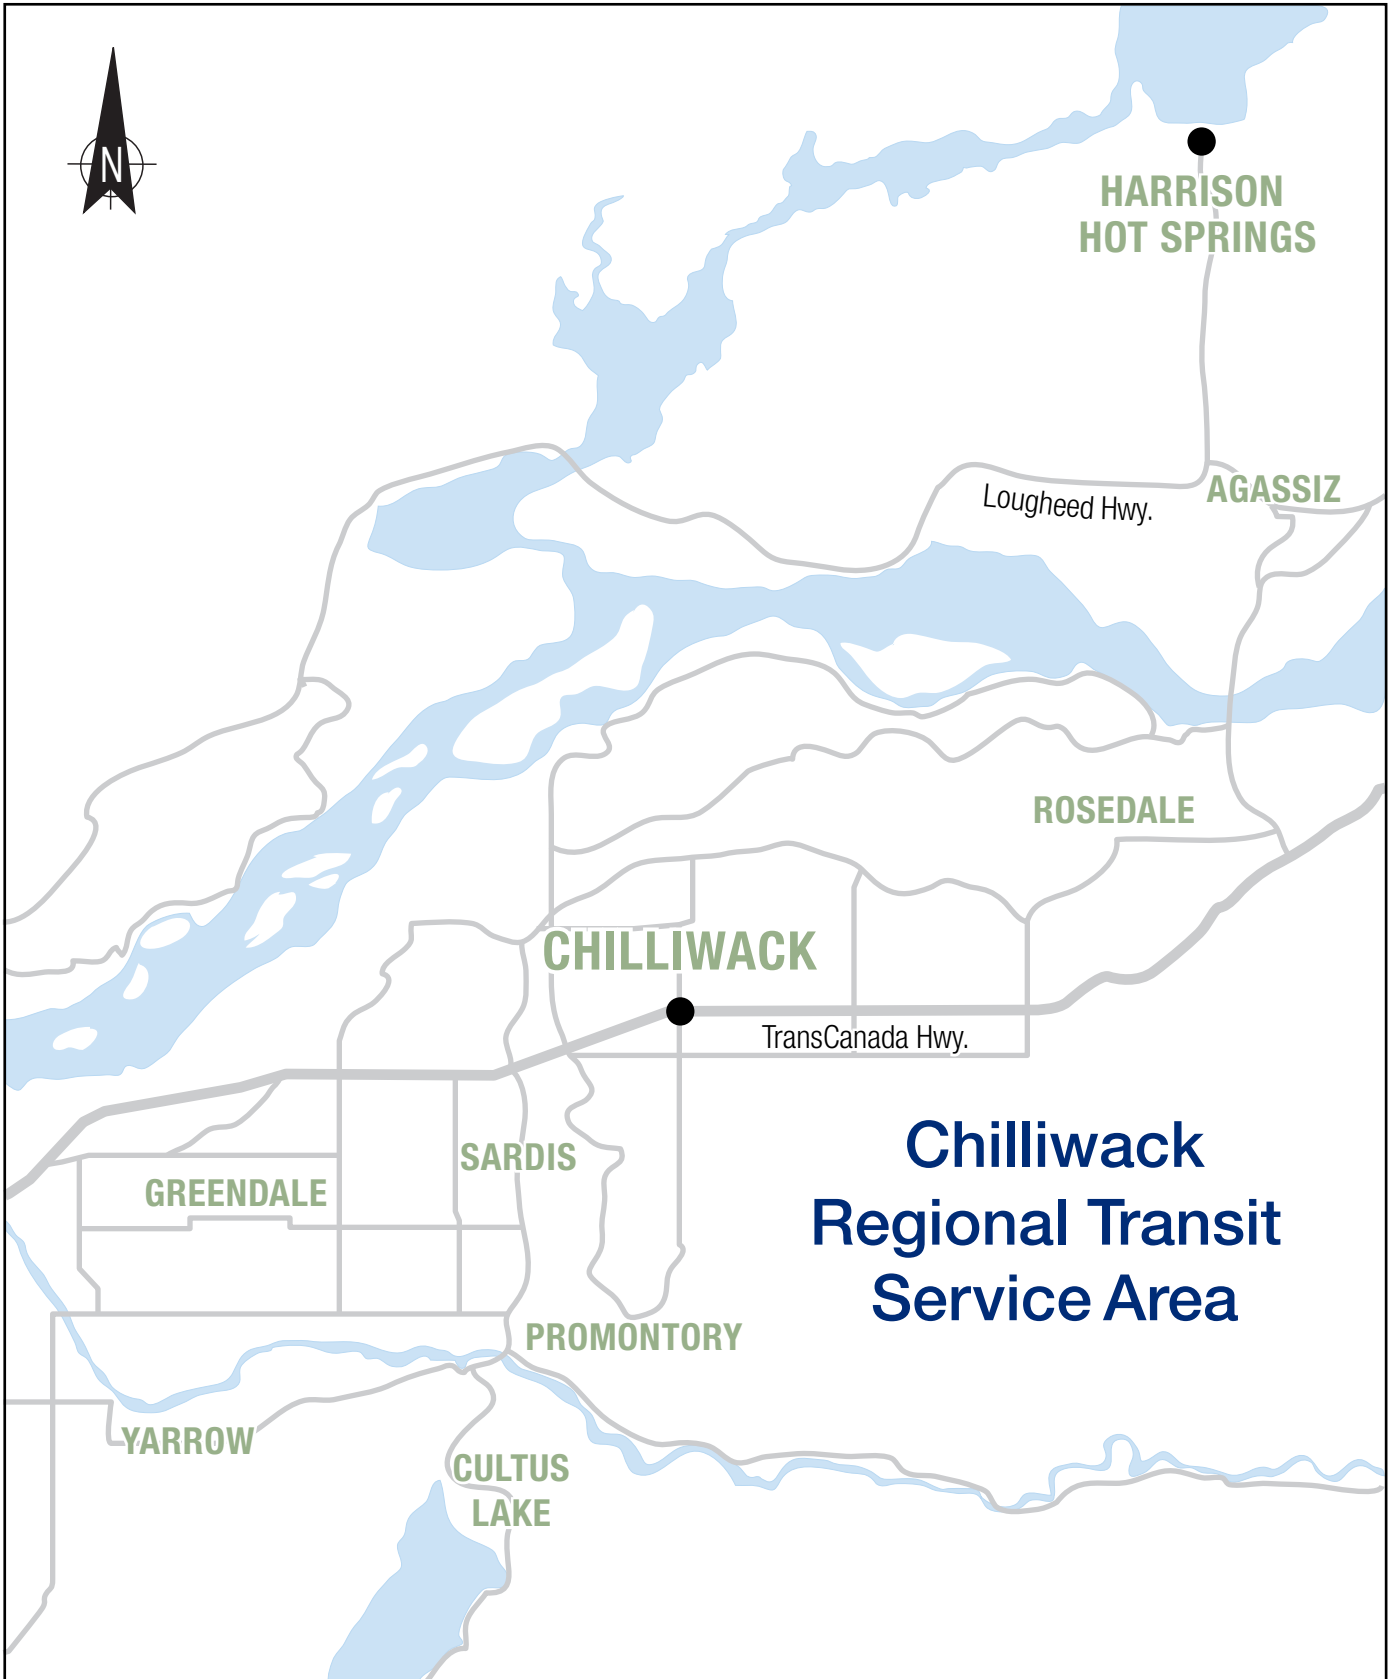 N
HARRISON
HOT SPRINGS
AGASSIZ
Lougheed Hwy.
ROSEDALE
CHILLIWACK
TransCanada Hwy.
Chilliwack
Regional Transit
Service Area
SARDIS
GREENDALE
PROMONTORY
YARROW
CULTUS
LAKE